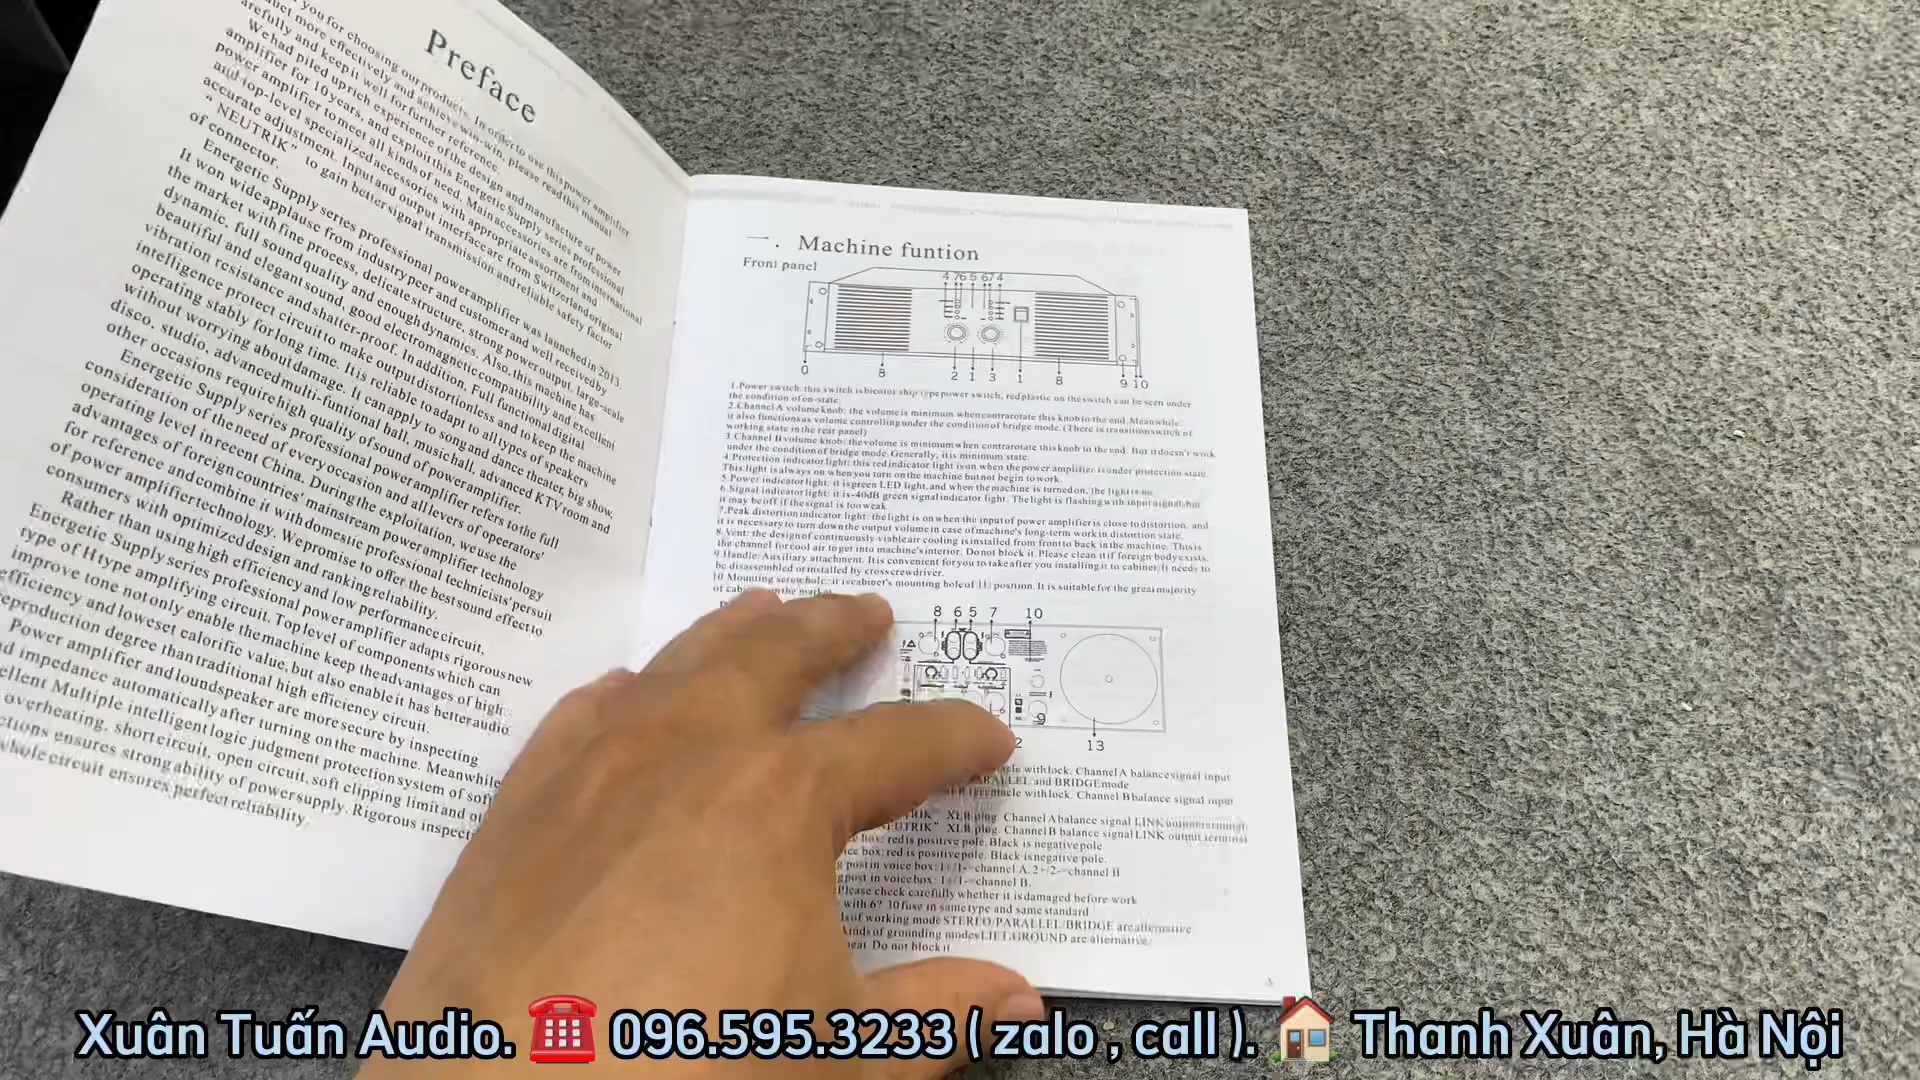 Preface
you for choosing our products. In order to use this power amplifier
more effectively and achieve win-win, please read this manual
carefully and keep it well for further reference.
We had piled up rich experience of the design and manufacture of power
amplifier for 10 years, and exploit this Energetic Supply series professional
power amplifier to meet all kinds of need. Main accessories are from international
and top-level specialized accessories with appropriate assortment and
accurate adjustment. Input and output interface are from Switzerland original
“NEUTRIK” to gain better signal transmission and reliable safety factor
of connector.
Energetic Supply series professional power amplifier was launched in 2013.
It won wide applause from industry peer and customer and well received by
the market with fine process, delicate structure, strong power output, large-scale
dynamic, full sound quality and enough dynamics. Also, this machine has
beautiful and elegant sound, good electromagnetic compatibility and excellent
vibration resistance and shatter-proof. In addition, Full functional digital
intelligence protect circuit to make output distortionless and to keep the machine
operating stably for long time. It is reliable to adapt to all types of speakers
without worrying about damage. It can apply to song and dance theater, big show,
disco, studio, advanced multi-funtional ball, music hall, advanced KTV room and
other occasions require high quality of sound of power amplifier.
Energetic Supply series professional power amplifier refers to the full
consideration of the need of every occasion and all levers of operators'
operating level in recent China. During the exploitation, we use the
advantages of foreign countries' mainstream power amplifier technology
for reference and combine it with domestic professional technicists' persuit
of power amplifier technology. We promise to offer the best sound effect to
consumers with optimized design and ranking reliability.
Rather than using high efficiency and low performance circuit,
Energetic Supply series professional power amplifier adapts rigorous new
type of H type amplifying circuit. Top level of components which can
improve tone not only enable the machine keep the advantages of high
efficiency and loweset calorific value, but also enable it has better audio
reproduction degree than traditional high efficiency circuit.
Power amplifier and loundspeaker are more secure by inspecting
impedance automatically after turning on the machine. Meanwhile
Multiple intelligent logic judgment protection system of soft
overheating, short circuit, open circuit, soft clipping limit and
ensures strong ability of power supply. Rigorous
whole circuit ensures perfect reliability.
一. Machine funtion
Front panel
4 7 6 5 6 7 4
0 8 2 1 3 1 8 9 10
1.Power switch: this switch is bicolor ship type power switch, red plastic on the switch can be seen under
the condition of on-state.
2.Channel A volume knob: the volume is minimum when contrarotate this knob to the end. Meanwhile,
it also functions as volume controlling under the condition of bridge mode. (There is transition switch of
working state in the rear panel)
3.Channel B volume knob: the volume is minimum when contrarotate this knob to the end. But it doesn't work
under the condition of bridge mode. Generally, it is minimum state.
4.Protection indicator light: this red indicator light is on when the power amplifier is under protection state.
This light is always on when you turn on the machine but not begin to work.
5.Power indicator light: it is green LED light, and when the machine is turned on, the light is on
6.Signal indicator light: it is -40dB green signal indicator light. The light is flashing with input signal, but
it may be off if the signal is too weak
7.Peak distortion indicator light: the light is on when the input of power amplifier is close to distortion, and
it is necessary to turn down the output volume in case of machine's long-term work in distortion state.
8.Vent: the design of continuously-viable air cooling is installed from front to back in the machine. This is
the channel for cool air to get into machine's interior. Do not block it. Please clean it if foreign body exists.
9.Handle: Auxiliary attachment. It is convenient for you to take after you installing it to cabinet. It needs to
be disassembled or installed by cross crewdriver.
10.Mounting screw hole: it is cabinet's mounting hole of position. It is suitable for the great majority
of on the market
8 6 5 7 10
9
2 13
with lock. Channel A balance signal input
PARALLEL and BRIDGE mode
receptacle with lock. Channel B balance signal input
XLR plug. Channel A balance signal LINK output terminal
NEUTRIK” XLR plug. Channel B balance signal LINK output terminal
box: red is positive pole. Black is negative pole
voice box: red is positive pole. Black is negative pole.
post in voice box: 1+/1-=channel A. 2+/2-=channel B
post in voice box: 1+/1-=channel B.
Please check carefully whether it is damaged before work
with 6? 30 fuse in same type and same standard
of working mode STEREO/PARALLEL/BRIDGE are alternative
kinds of grounding modes LIFT/GROUND are alternative
heat. Do not block it
3
Xuân Tuấn Audio. ☎️ 096.595.3233 ( zalo , call ). 🏠 Thanh Xuân, Hà Nội